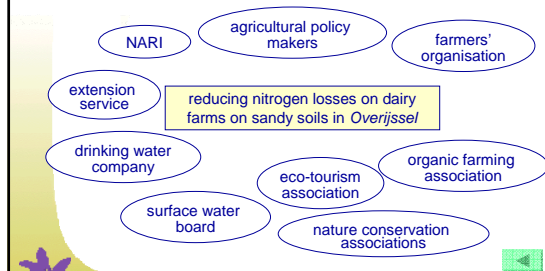 NARI
agricultural policy
makers
farmers'
organisation
extension
service
reducing nitrogen losses on dairy
farms on sandy soils in Overijssel
drinking water
company
eco-tourism
association
organic farming
association
surface water
board
nature conservation
associations